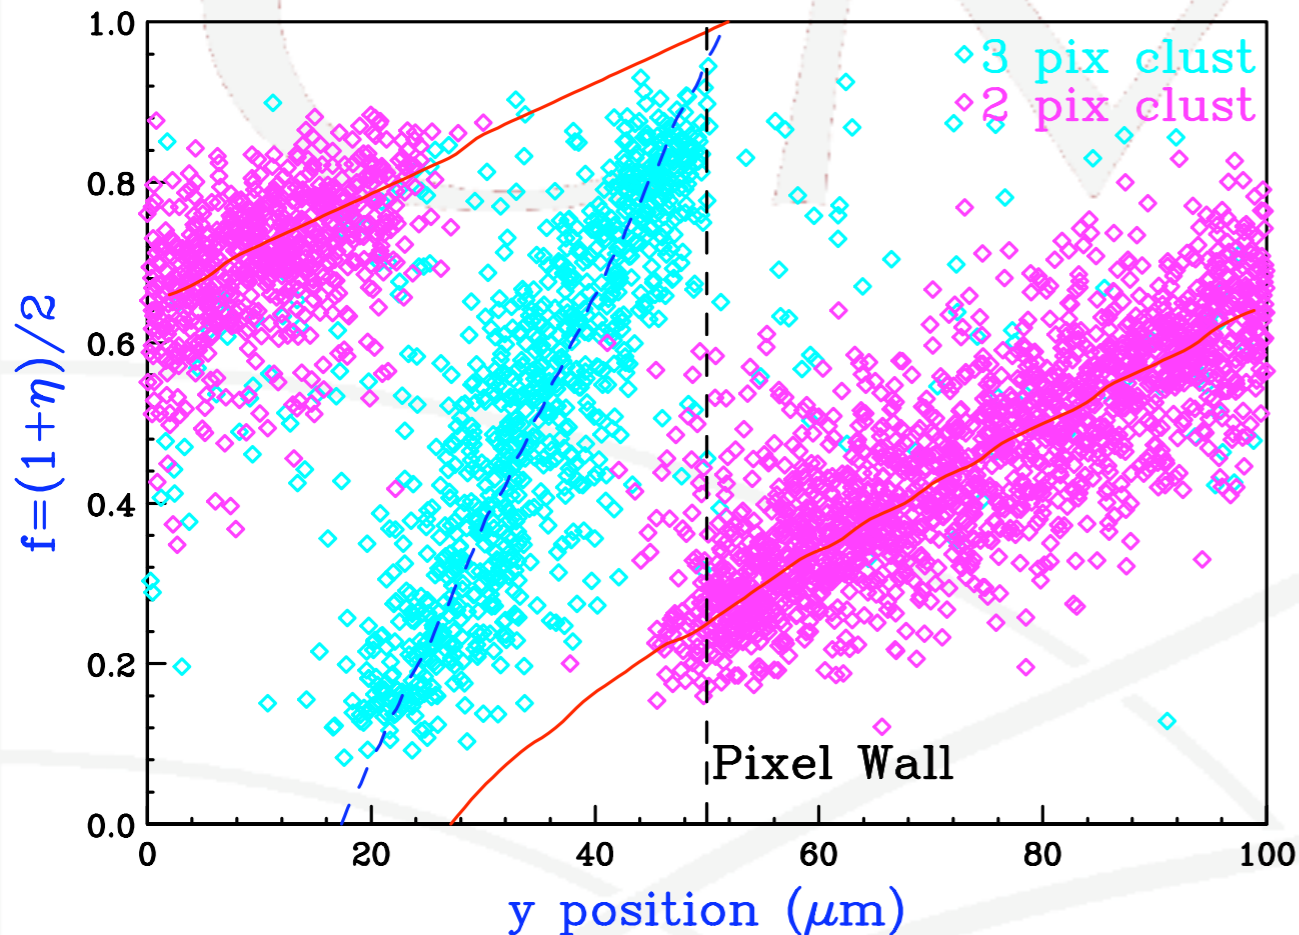 1.0
0.8
0.6
0.4
0.2
0.0
f=(1+η)/2
3 pix clust
2 pix clust
Pixel Wall
0 20 40 60 80 100
y position (μm)